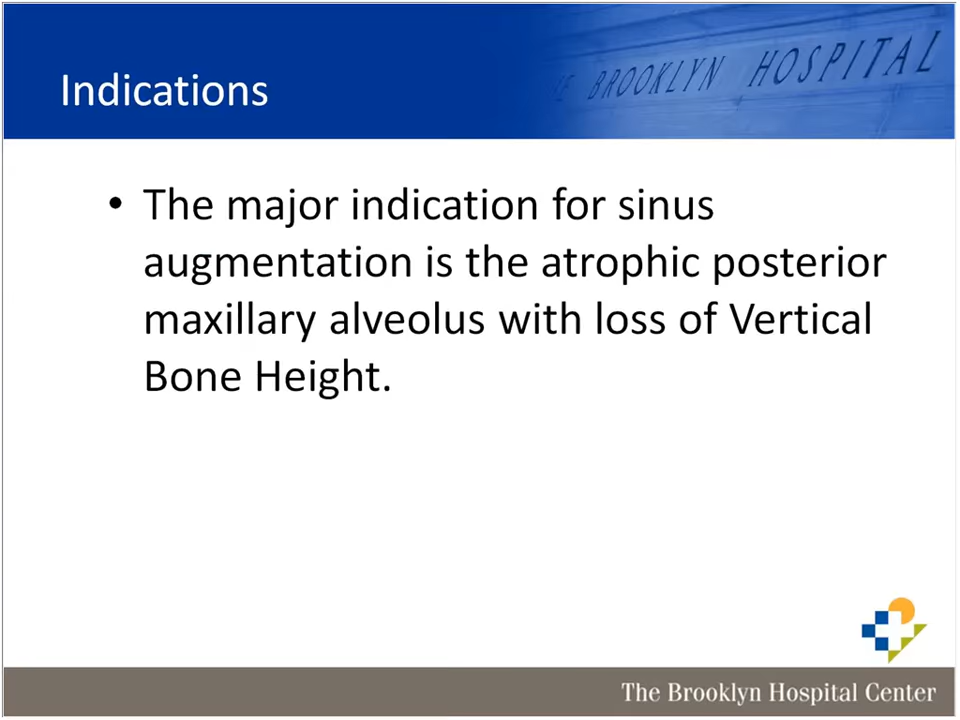 THE BROOKLYN HOSPITAL
Indications
• The major indication for sinus
augmentation is the atrophic posterior
maxillary alveolus with loss of Vertical
Bone Height.
The Brooklyn Hospital Center